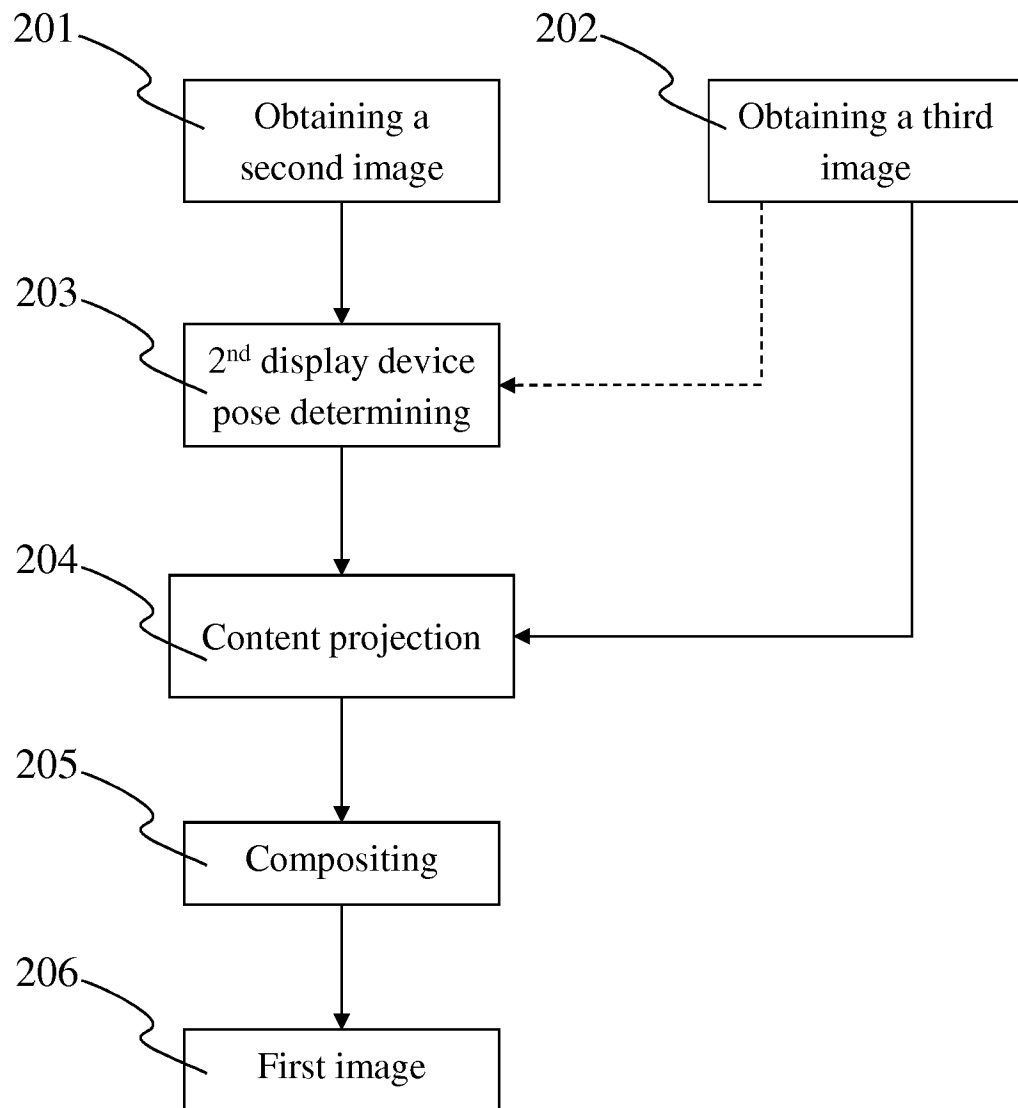 201
202
Obtaining a
second image
Obtaining a third
image
203
2nd display device
pose determining
204
Content projection
205
Compositing
206
First image